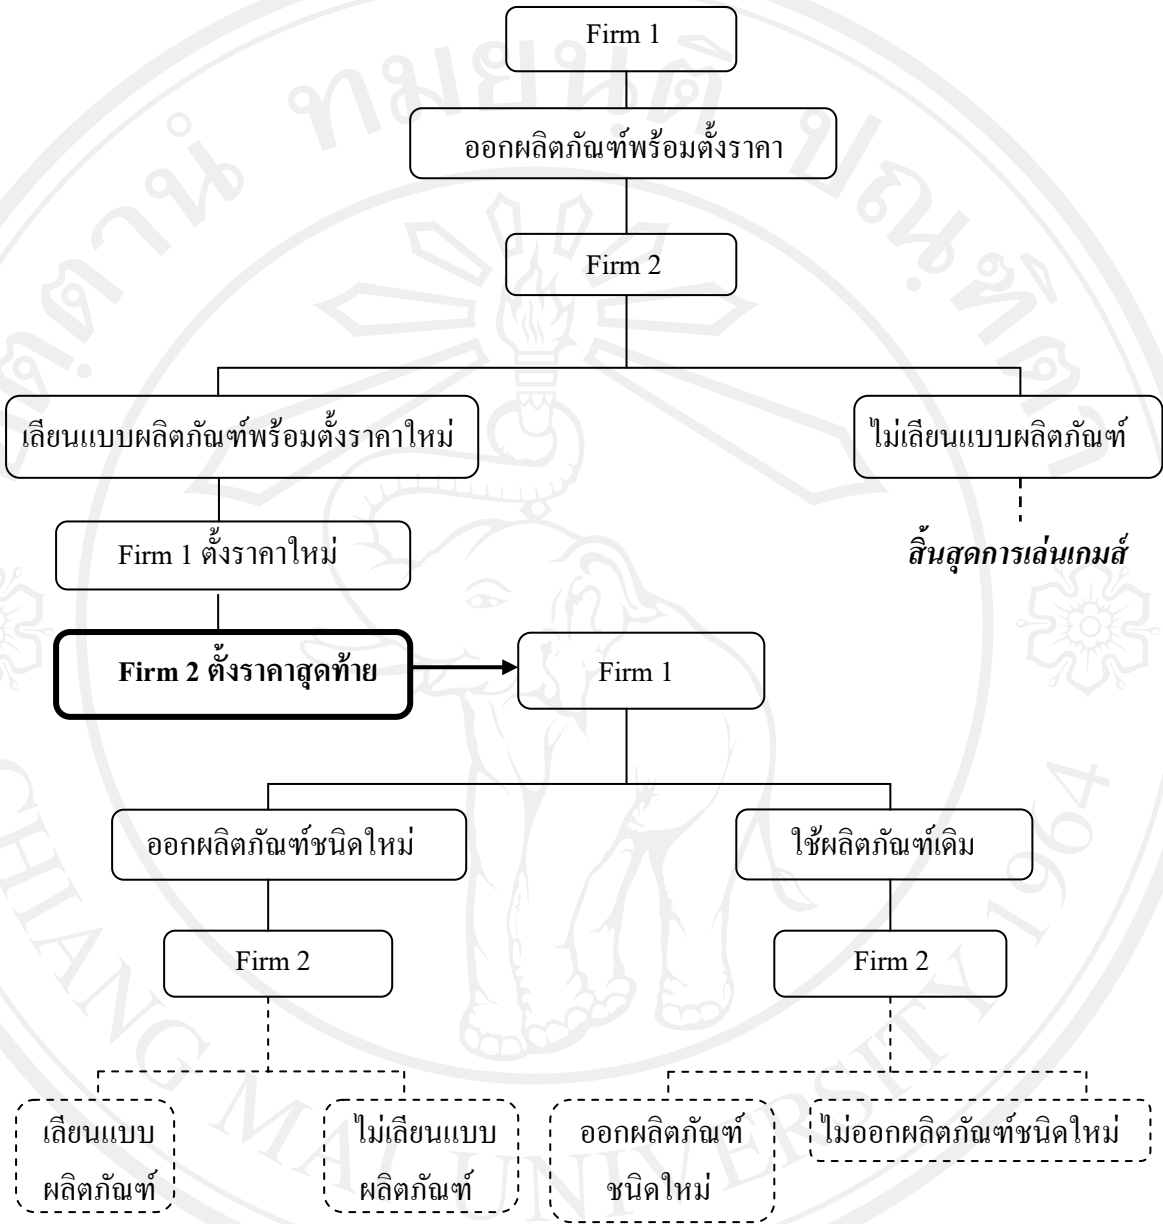 Firm 1
ออกผลิตภัณฑ์พร้อมตั้งราคา
Firm 2
เลียนแบบผลิตภัณฑ์พร้อมตั้งราคาใหม่
ไม่เลียนแบบผลิตภัณฑ์
Firm 1 ตั้งราคาใหม่
สิ้นสุดการเล่นเกมส์
Firm 2 ตั้งราคาสุดท้าย
Firm 1
ออกผลิตภัณฑ์ชนิดใหม่
ใช้ผลิตภัณฑ์เดิม
Firm 2
Firm 2
เลียนแบบ
ผลิตภัณฑ์
ไม่เลียนแบบ
ผลิตภัณฑ์
ออกผลิตภัณฑ์
ชนิดใหม่
ไม่ออกผลิตภัณฑ์ชนิดใหม่
CHIANG MAI UNIVERSITY 1964